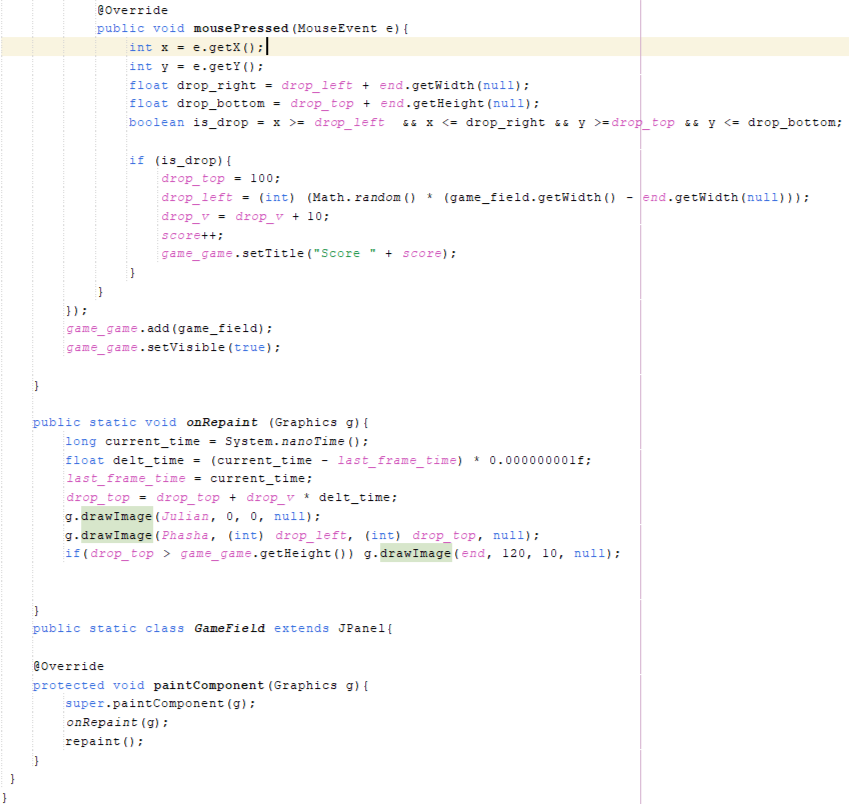 @Override
public void mousePressed(MouseEvent e){
int x = e.getX();
int y = e.getY();
float drop_right = drop_left + end.getWidth(null);
float drop_bottom = drop_top + end.getHeight(null);
boolean is_drop = x >= drop_left  && x <= drop_right && y >=drop_top && y <= drop_bottom;
if (is_drop){
drop_top = 100;
drop_left = (int) (Math.random() * (game_field.getWidth() - end.getWidth(null)));
drop_v = drop_v + 10;
score++;
game_game.setTitle("Score " + score);
}
}
});
game_game.add(game_field);
game_game.setVisible(true);
}
public static void onRepaint (Graphics g){
long current_time = System.nanoTime();
float delt_time = (current_time - last_frame_time) * 0.000000001f;
last_frame_time = current_time;
drop_top = drop_top + drop_v * delt_time;
g.drawImage(Julian, 0, 0, null);
g.drawImage(Phasha, (int) drop_left, (int) drop_top, null);
if(drop_top > game_game.getHeight()) g.drawImage(end, 120, 10, null);
}
public static class GameField extends JPanel{
@Override
protected void paintComponent(Graphics g){
super.paintComponent(g);
onRepaint(g);
repaint();
}
}
}